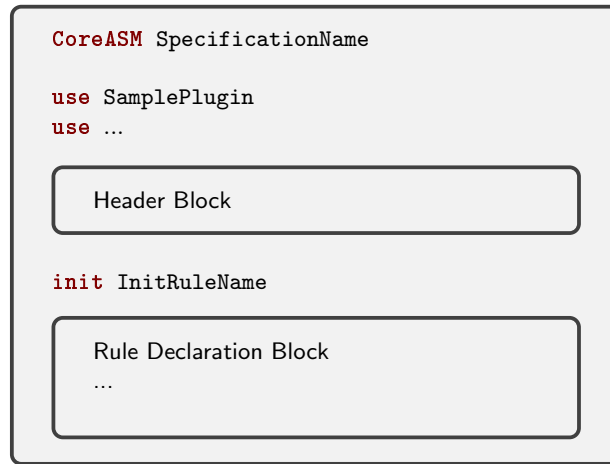 CoreASM SpecificationName
use SamplePlugin
use ...
Header Block
init InitRuleName
Rule Declaration Block
...